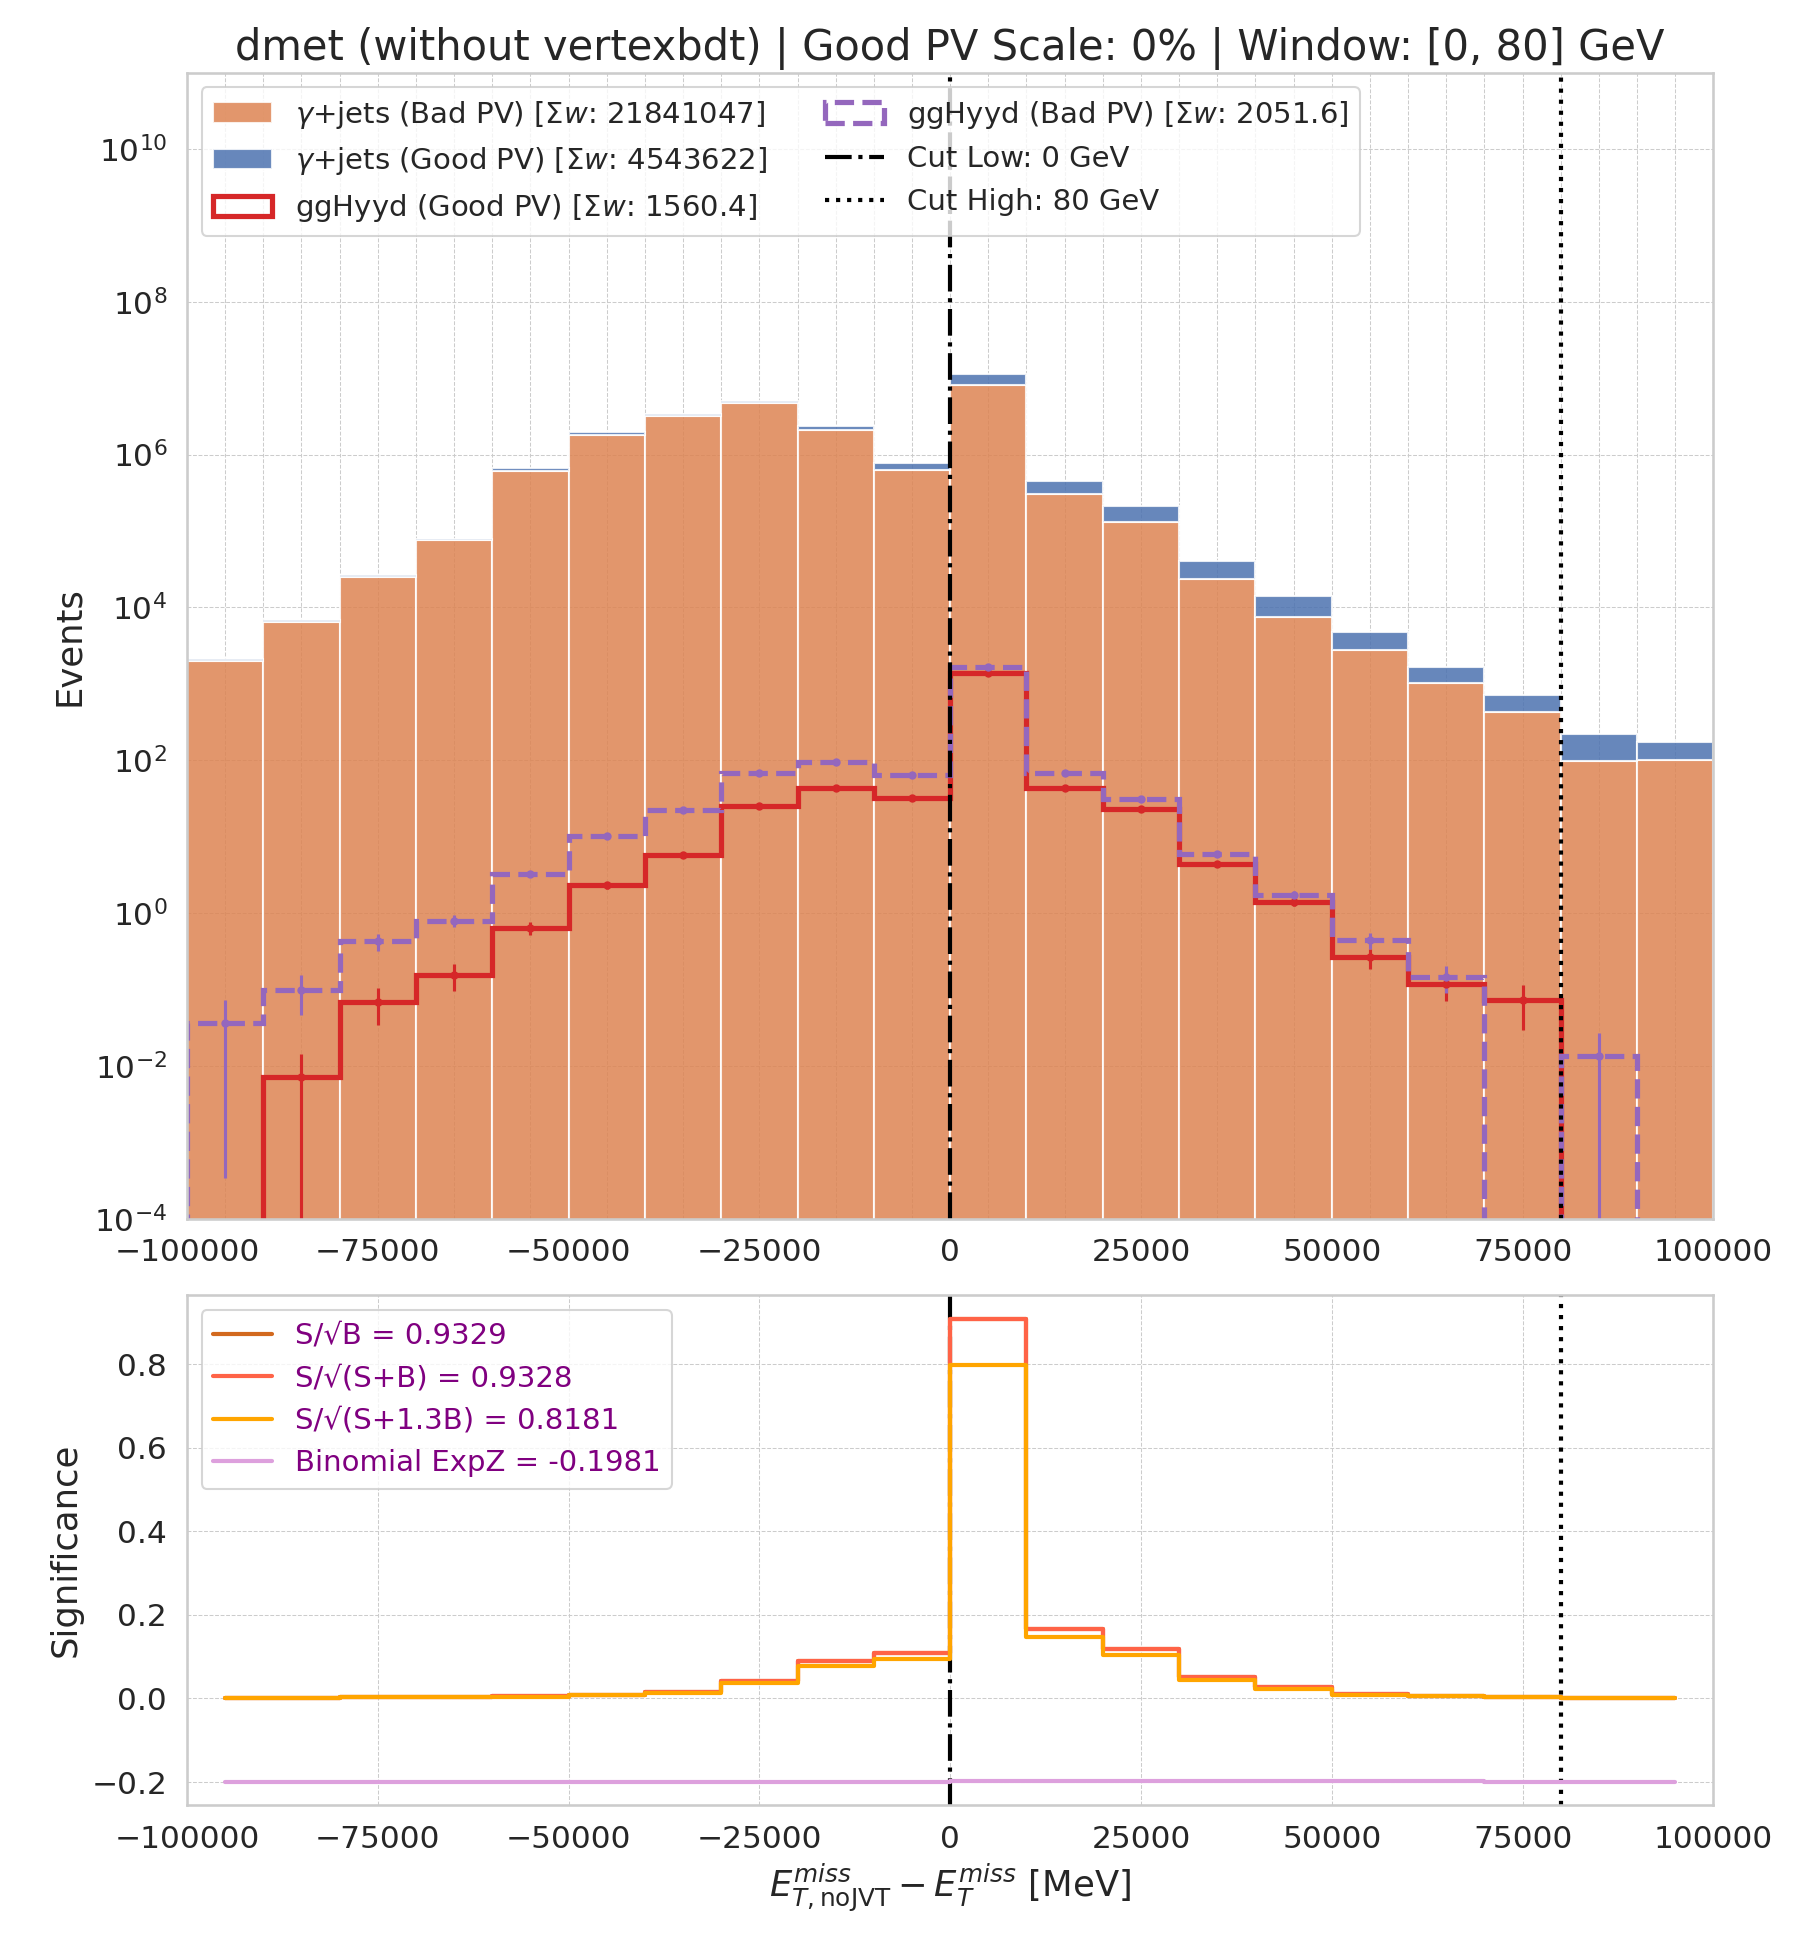 dmet (without vertexbdt) | Good PV Scale: 0% | Window: [0, 80] GeV
γ+jets (Bad PV) [Σw: 21841047]
γ+jets (Good PV) [Σw: 4543622]
ggHyyd (Good PV) [Σw: 1560.4]
ggHyyd (Bad PV) [Σw: 2051.6]
Cut Low: 0 GeV
Cut High: 80 GeV
Events
10^10
10^8
10^6
10^4
10^2
10^0
10^−2
10^−4
−100000 −75000 −50000 −25000 0 25000 50000 75000 100000
S/√B = 0.9329
S/√(S+B) = 0.9328
S/√(S+1.3B) = 0.8181
Binomial ExpZ = -0.1981
Significance
0.8
0.6
0.4
0.2
0.0
−0.2
−100000 −75000 −50000 −25000 0 25000 50000 75000 100000
E_{T, noJVT}^{miss} − E_T^{miss} [MeV]